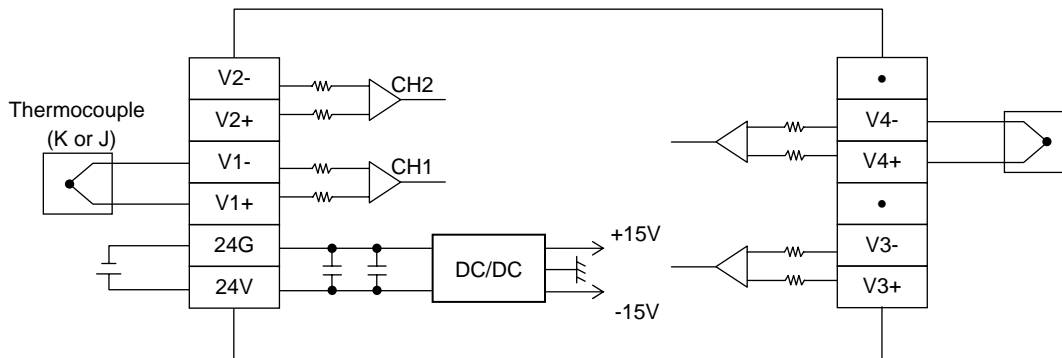 Thermocouple
(K or J)
V2-
V2+
V1-
V1+
24G
24V
CH2
CH1
DC/DC
+15V
-15V
V4-
V4+
V3-
V3+